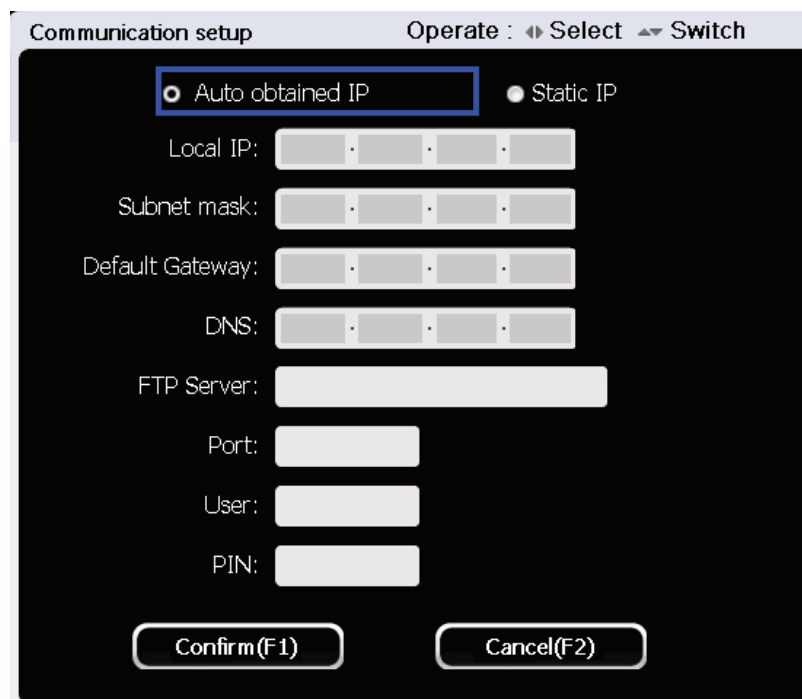 Communication setup Operate : Select Switch
Auto obtained IP Static IP
Local IP: . . .
Subnet mask: . . .
Default Gateway: . . .
DNS: . . .
FTP Server:
Port:
User:
PIN:
Confirm(F1) Cancel(F2)